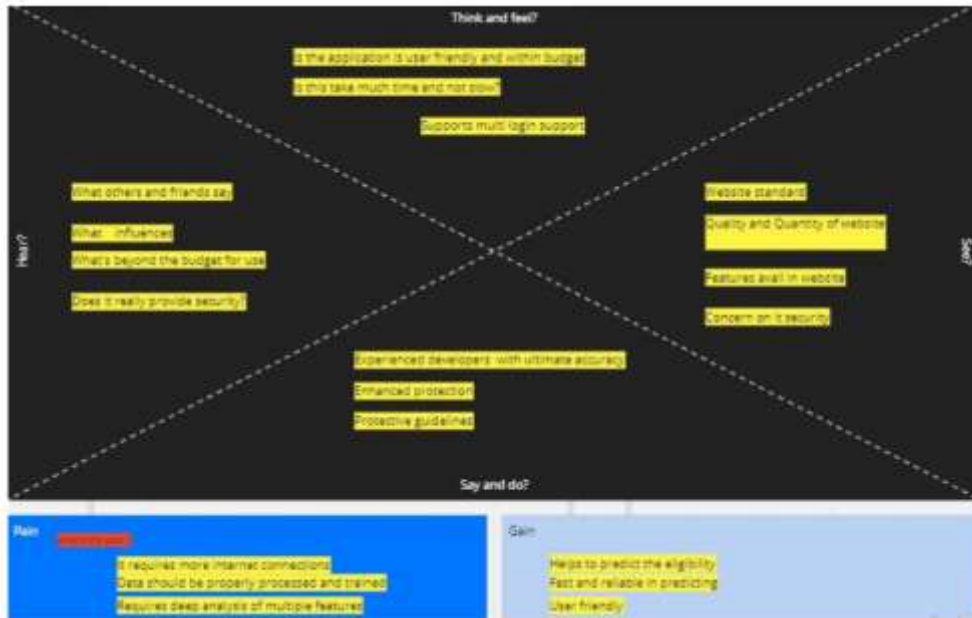 Think and feel?
Is the application is user friendly and within budget
Is this take much time and not slow?
Supports multi login support
Hear?
What others and friends say
What influences
What's beyond the budget for use
Does it really provide security?
See?
Website standard
Quality and Quantity of website
Features avail in website
Concern on it security
Experienced developers with ultimate accuracy
Enhanced protection
Protective guidelines
Say and do?
Pain
It requires more internet connections
Data should be properly processed and trained
Requires deep analysis of multiple features
Gain
Helps to predict the eligibility
Fast and reliable in predicting
User friendly